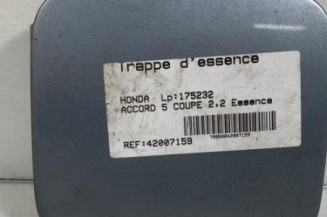 Trappe d'essence
HONDA Lp:175232
ACCORD 5 COUPE 2.2 Essence
REF:42007159